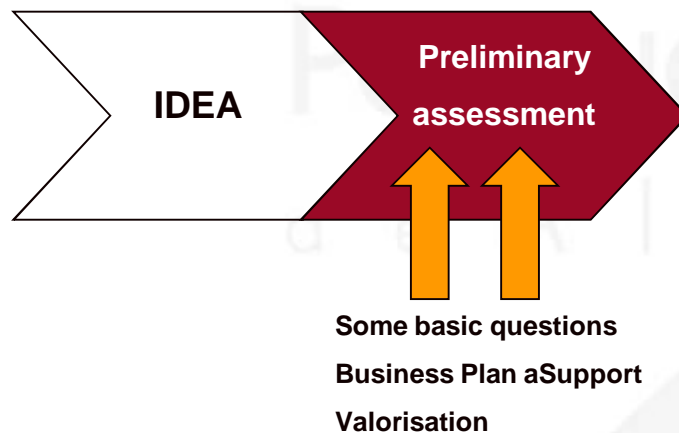 IDEA
Preliminary
assessment
Some basic questions
Business Plan aSupport
Valorisation